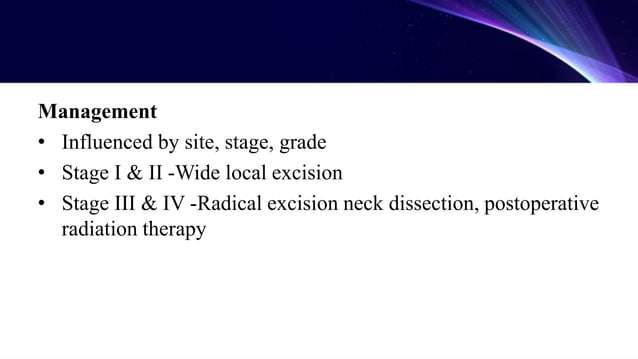 Management
• Influenced by site, stage, grade
• Stage I & II -Wide local excision
• Stage III & IV -Radical excision neck dissection, postoperative
radiation therapy